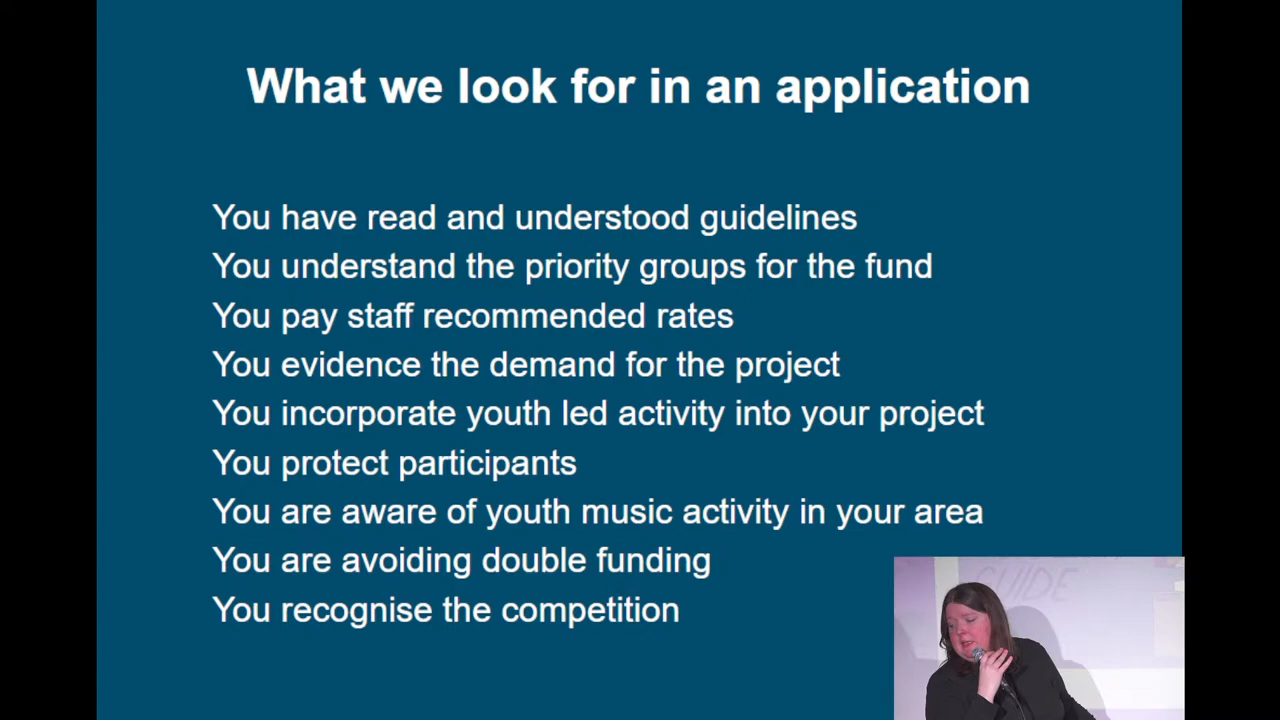 What we look for in an application
You have read and understood guidelines
You understand the priority groups for the fund
You pay staff recommended rates
You evidence the demand for the project
You incorporate youth led activity into your project
You protect participants
You are aware of youth music activity in your area
You are avoiding double funding
You recognise the competition
GUIDE